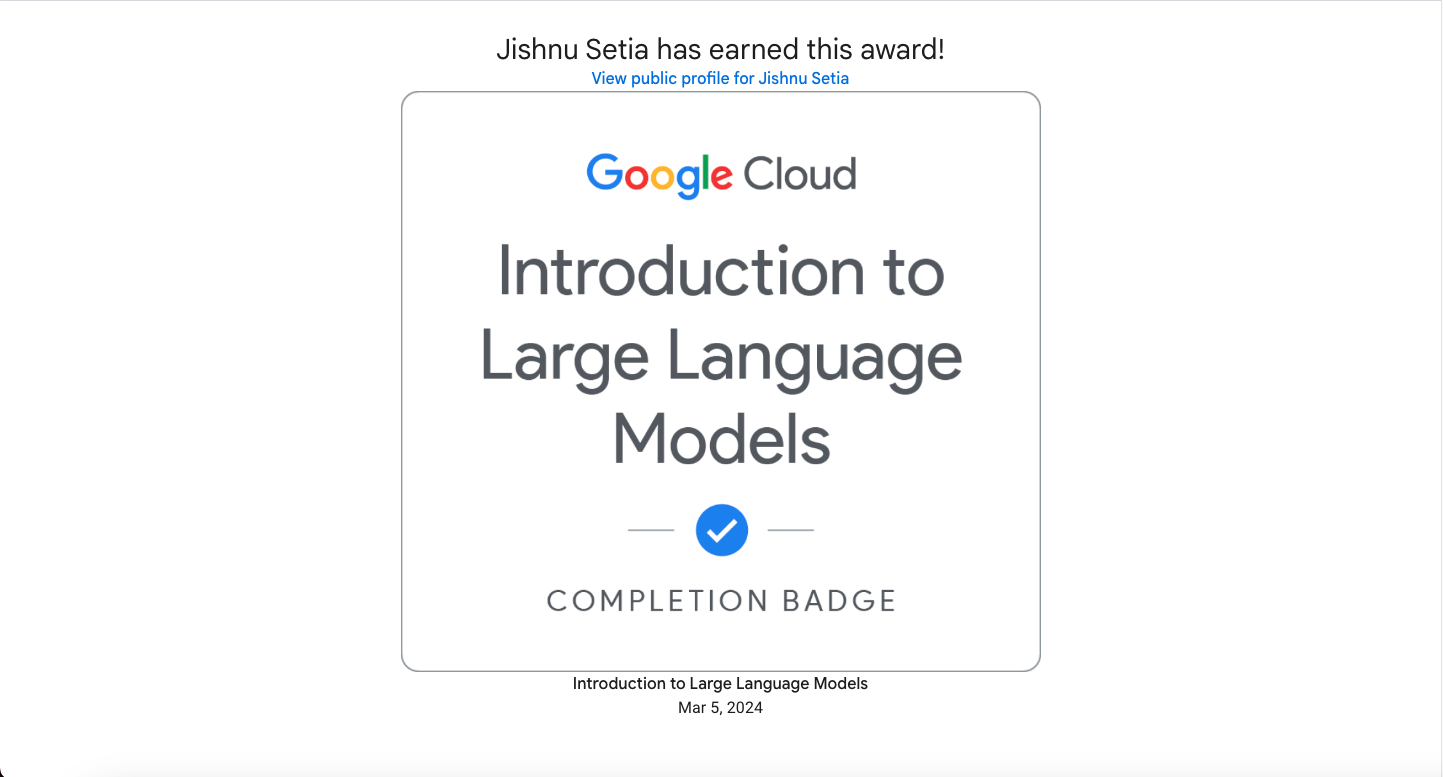 Jishnu Setia has earned this award!
View public profile for Jishnu Setia
Google Cloud
Introduction to
Large Language
Models
COMPLETION BADGE
Introduction to Large Language Models
Mar 5, 2024